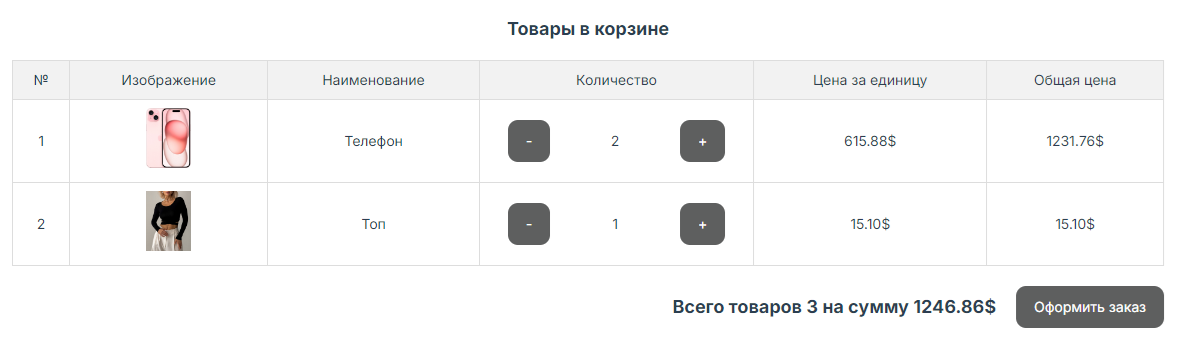 Товары в корзине
№ Изображение Наименование Количество Цена за единицу Общая цена
1 Телефон - 2 + 615.88$ 1231.76$
2 Топ - 1 + 15.10$ 15.10$
Всего товаров 3 на сумму 1246.86$ Оформить заказ